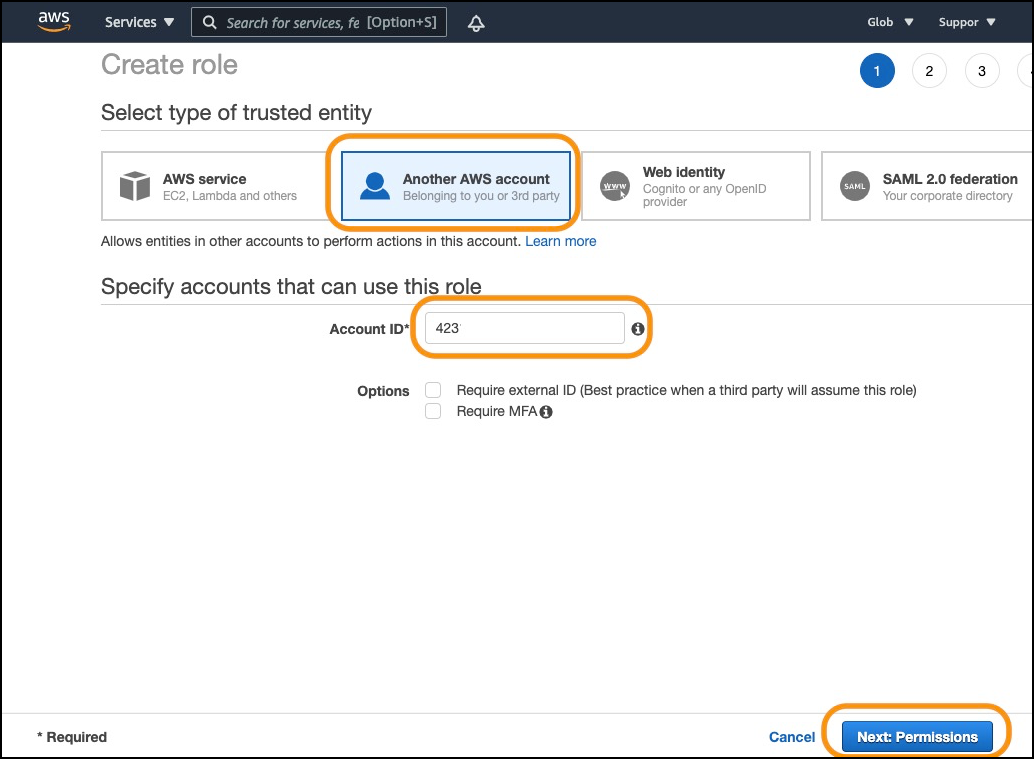 aws Services Search for services, fe [Option+S] Glob Suppor
Create role 1 2 3
Select type of trusted entity
AWS service
EC2, Lambda and others
Another AWS account
Belonging to you or 3rd party
www
Web identity
Cognito or any OpenID
provider
SAML
SAML 2.0 federation
Your corporate directory
Allows entities in other accounts to perform actions in this account. Learn more
Specify accounts that can use this role
Account ID* 423
Options Require external ID (Best practice when a third party will assume this role)
Require MFA
* Required Cancel Next: Permissions